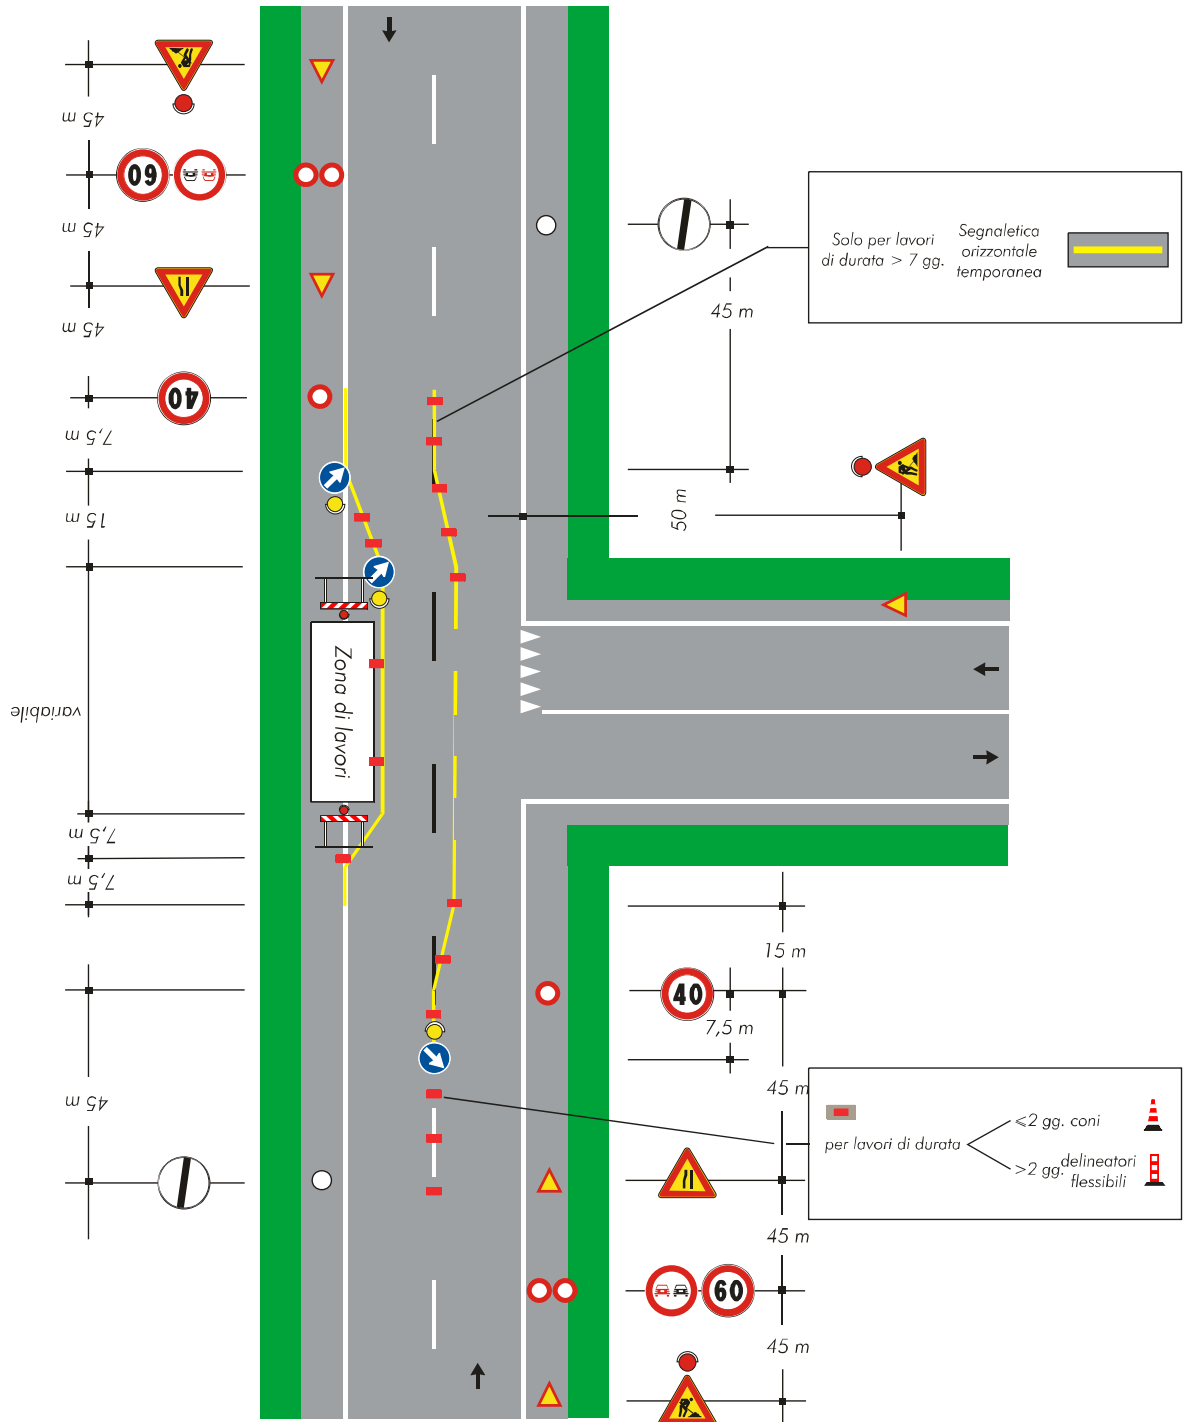 45 m
60
45 m
45 m
40
7,5 m
15 m
variabile
7,5 m
7,5 m
45 m
Zona di lavori
45 m
50 m
Solo per lavori
di durata > 7 gg.
Segnaletica
orizzontale
temporanea
15 m
40
7,5 m
45 m
per lavori di durata
≤2 gg. coni
>2 gg. delineatori
flessibili
45 m
60
45 m